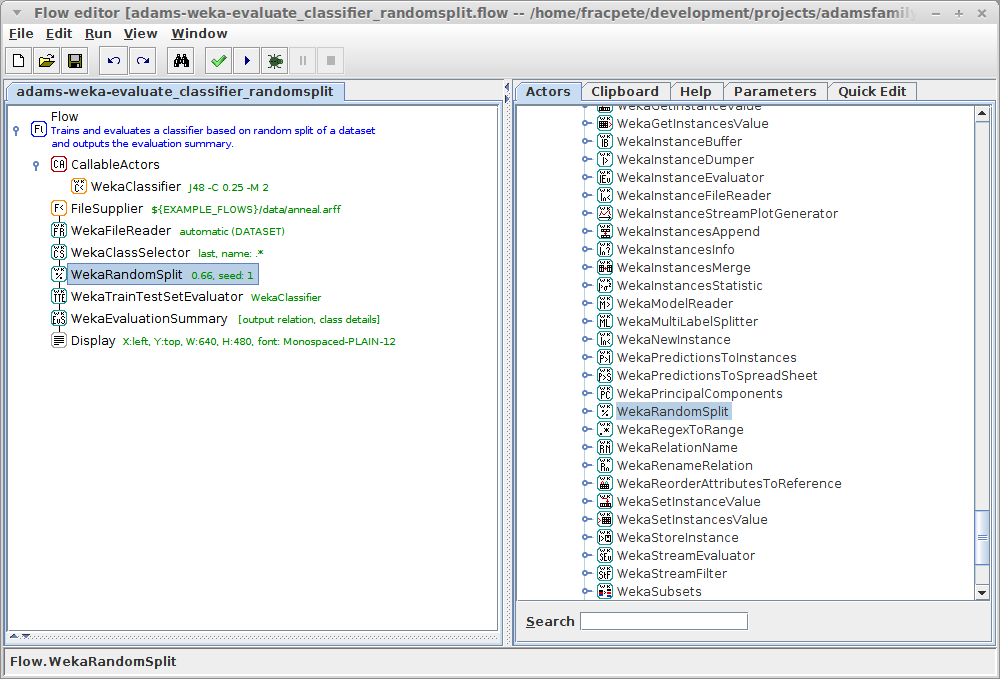 Flow editor [adams-weka-evaluate_classifier_randomsplit.flow -- /home/fracpete/development/projects/adamsfamily
File Edit Run View Window
adams-weka-evaluate_classifier_randomsplit
Flow
Trains and evaluates a classifier based on random split of a dataset
and outputs the evaluation summary.
CallableActors
WekaClassifier J48 -C 0.25 -M 2
FileSupplier ${EXAMPLE_FLOWS}/data/anneal.arff
WekaFileReader automatic (DATASET)
WekaClassSelector last, name: .*
WekaRandomSplit 0.66, seed: 1
WekaTrainTestSetEvaluator WekaClassifier
WekaEvaluationSummary [output relation, class details]
Display X:left, Y:top, W:640, H:480, font: Monospaced-PLAIN-12
Actors Clipboard Help Parameters Quick Edit
WekaGetInstanceValue
WekaGetInstancesValue
WekaInstanceBuffer
WekaInstanceDumper
WekaInstanceEvaluator
WekaInstanceFileReader
WekaInstanceStreamPlotGenerator
WekaInstancesAppend
WekaInstancesInfo
WekaInstancesMerge
WekaInstancesStatistic
WekaModelReader
WekaMultiLabelSplitter
WekaNewInstance
WekaPredictionsToInstances
WekaPredictionsToSpreadSheet
WekaPrincipalComponents
WekaRandomSplit
WekaRegexToRange
WekaRelationName
WekaRenameRelation
WekaReorderAttributesToReference
WekaSetInstanceValue
WekaSetInstancesValue
WekaStoreInstance
WekaStreamEvaluator
WekaStreamFilter
WekaSubsets
Search
Flow.WekaRandomSplit